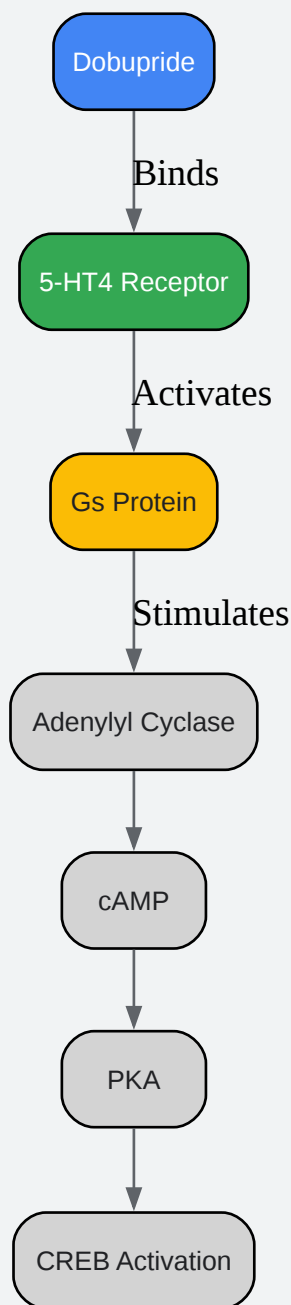 Dobupride
Binds
5-HT4 Receptor
Activates
Gs Protein
Stimulates
Adenylyl Cyclase
cAMP
PKA
CREB Activation